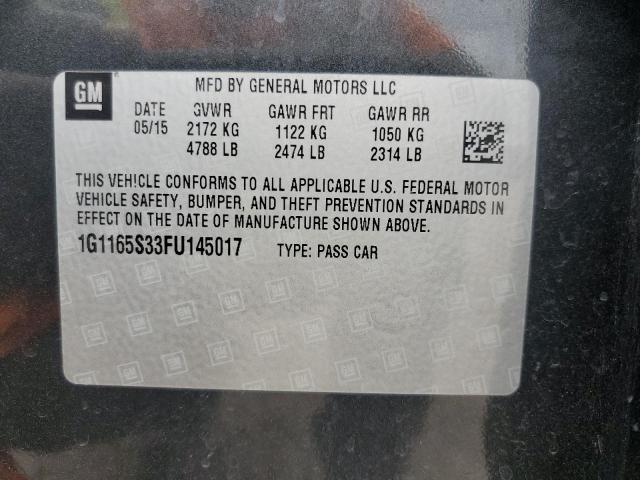 GM
MFD BY GENERAL MOTORS LLC
DATE GVWR GAWR FRT GAWR RR
05/15 2172 KG 1122 KG 1050 KG
4788 LB 2474 LB 2314 LB
THIS VEHICLE CONFORMS TO ALL APPLICABLE U.S. FEDERAL MOTOR
VEHICLE SAFETY, BUMPER, AND THEFT PREVENTION STANDARDS IN
EFFECT ON THE DATE OF MANUFACTURE SHOWN ABOVE.
1G1165S33FU145017 TYPE: PASS CAR